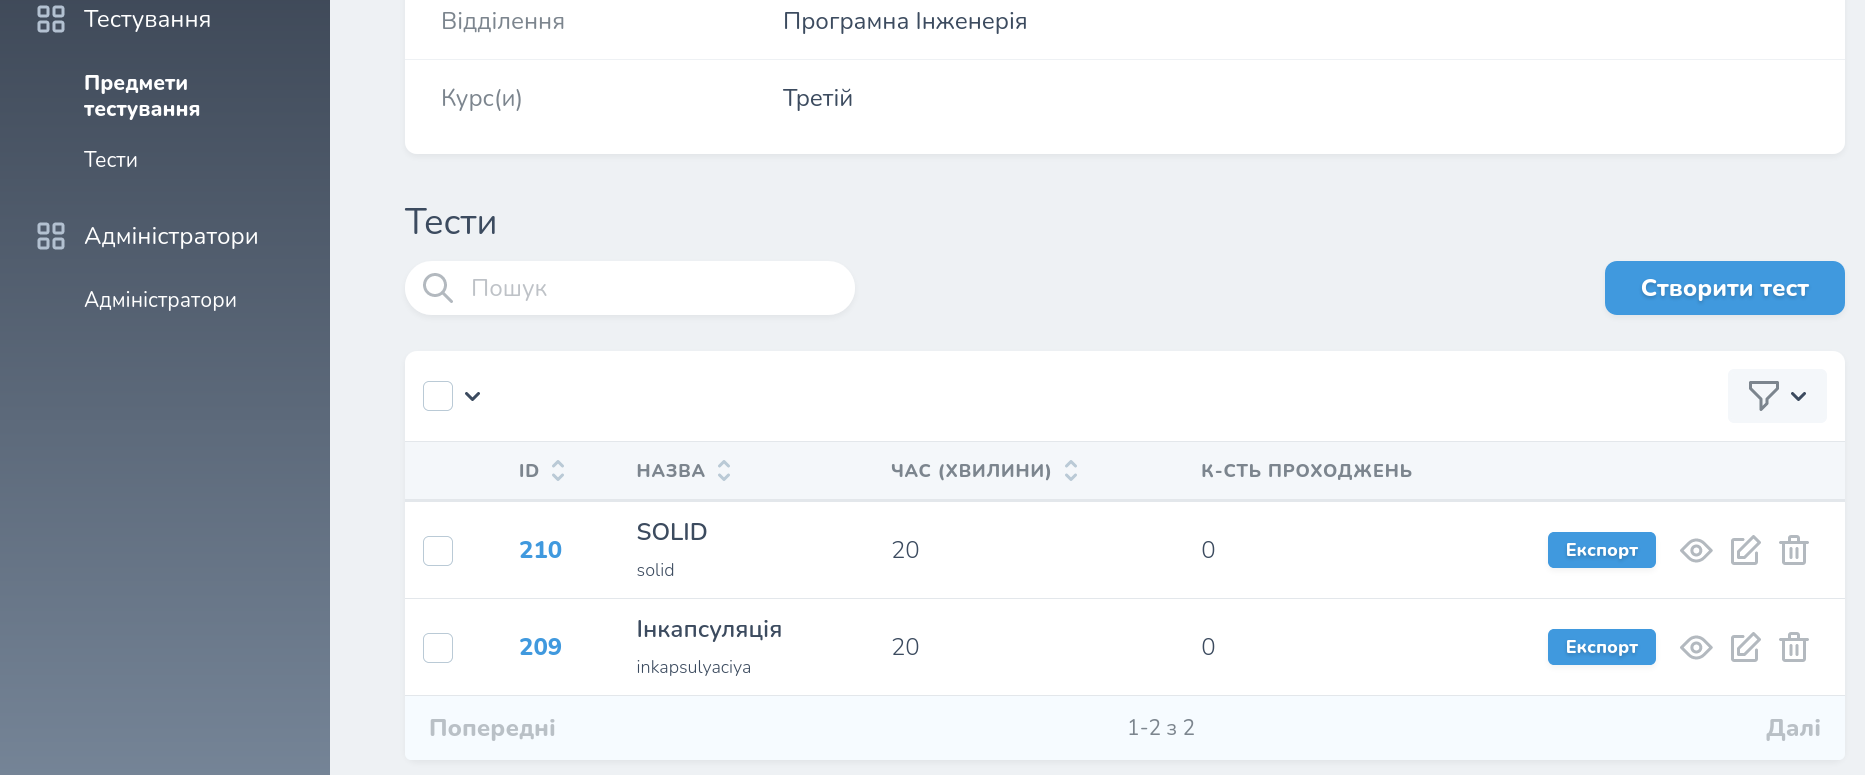 Тестування
Предмети
тестування
Тести
Адміністратори
Адміністратори
Відділення Програмна Інженерія
Курс(и) Третій
Тести
Пошук Створити тест
ID НАЗВА ЧАС (ХВИЛИНИ) К-СТЬ ПРОХОДЖЕНЬ
210 SOLID 20 0 Експорт
solid
209 Інкапсуляція 20 0 Експорт
inkapsulyaciya
Попередні 1-2 з 2 Далі